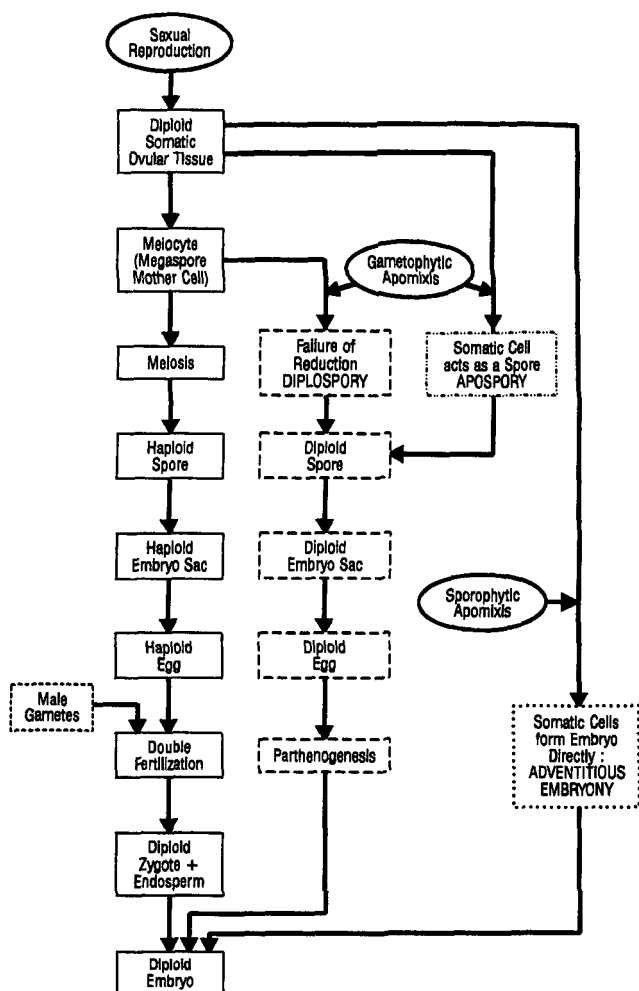 Sexual
Reproduction
Diploid
Somatic
Ovular Tissue
Meiocyte
(Megaspore
Mother Cell)
Gametophytic
Apomixis
Meiosis
Failure of
Reduction
DIPLOSPORY
Somatic Cell
acts as a Spore
APOSPORY
Haploid
Spore
Diploid
Spore
Haploid
Embryo Sac
Diploid
Embryo Sac
Sporophytic
Apomixis
Haploid
Egg
Diploid
Egg
Male
Gametes
Double
Fertilization
Parthenogenesis
Somatic Cells
form Embryo
Directly :
ADVENTITIOUS
EMBRYONY
Diploid
Zygote +
Endosperm
Diploid
Embryo